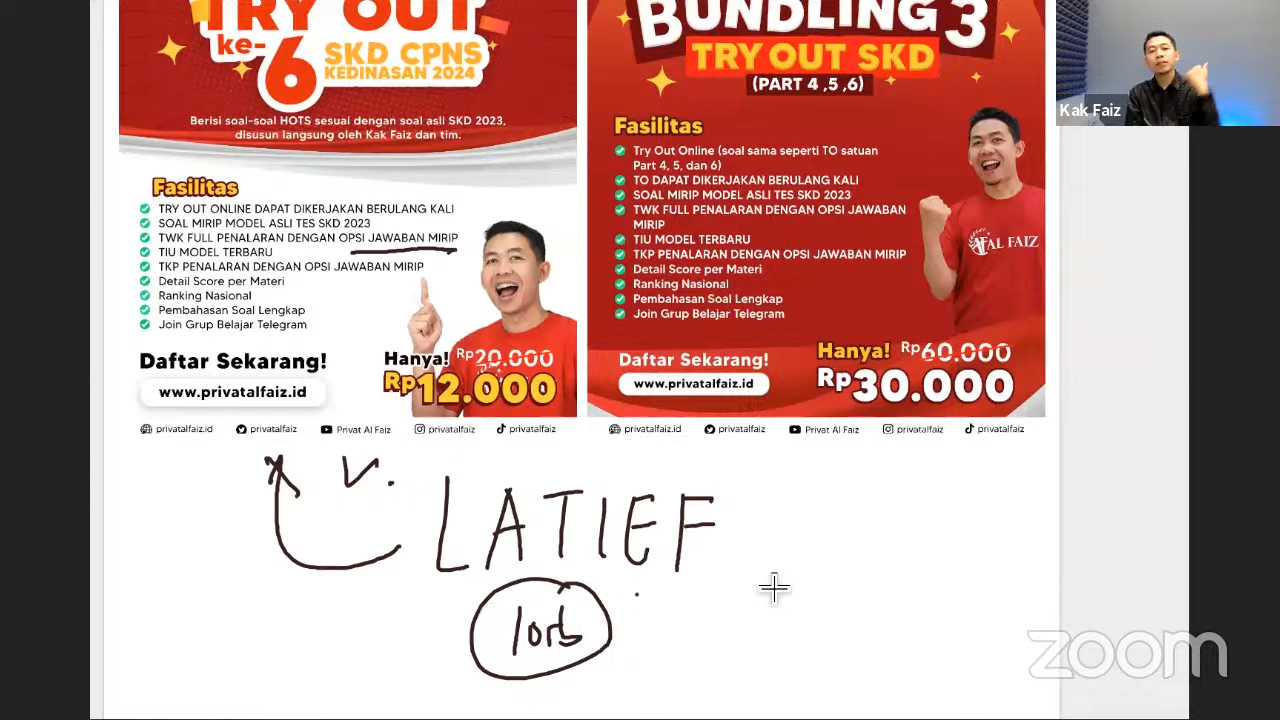 TRY OUT
ke-6 SKD CPNS
KEDINASAN 2024
Berisi soal-soal HOTS sesuai dengan soal asli SKD 2023,
disusun langsung oleh Kak Faiz dan tim.
Fasilitas
TRY OUT ONLINE DAPAT DIKERJAKAN BERULANG KALI
SOAL MIRIP MODEL ASLI TES SKD 2023
TWK FULL PENALARAN DENGAN OPSI JAWABAN MIRIP
TIU MODEL TERBARU
TKP PENALARAN DENGAN OPSI JAWABAN MIRIP
Detail Score per Materi
Ranking Nasional
Pembahasan Soal Lengkap
Join Grup Belajar Telegram
Daftar Sekarang!
www.privatalfaiz.id
Hanya! Rp20.000
Rp12.000
privatalfaiz.id privatalfaiz Privat Al Faiz privatalfaiz privatalfaiz
BUNDLING 3
TRY OUT SKD
(PART 4 ,5 ,6)
Fasilitas
Try Out Online (soal sama seperti TO satuan
Part 4, 5, dan 6)
TO DAPAT DIKERJAKAN BERULANG KALI
SOAL MIRIP MODEL ASLI TES SKD 2023
TWK FULL PENALARAN DENGAN OPSI JAWABAN
MIRIP
TIU MODEL TERBARU
TKP PENALARAN DENGAN OPSI JAWABAN MIRIP
Detail Score per Materi
Ranking Nasional
Pembahasan Soal Lengkap
Join Grup Belajar Telegram
AL FAIZ
Daftar Sekarang!
www.privatalfaiz.id
Hanya! Rp60.000
Rp30.000
privatalfaiz.id privatalfaiz Privat Al Faiz privatalfaiz privatalfaiz
Kak Faiz
V.
LATIEF
10rb
zoom